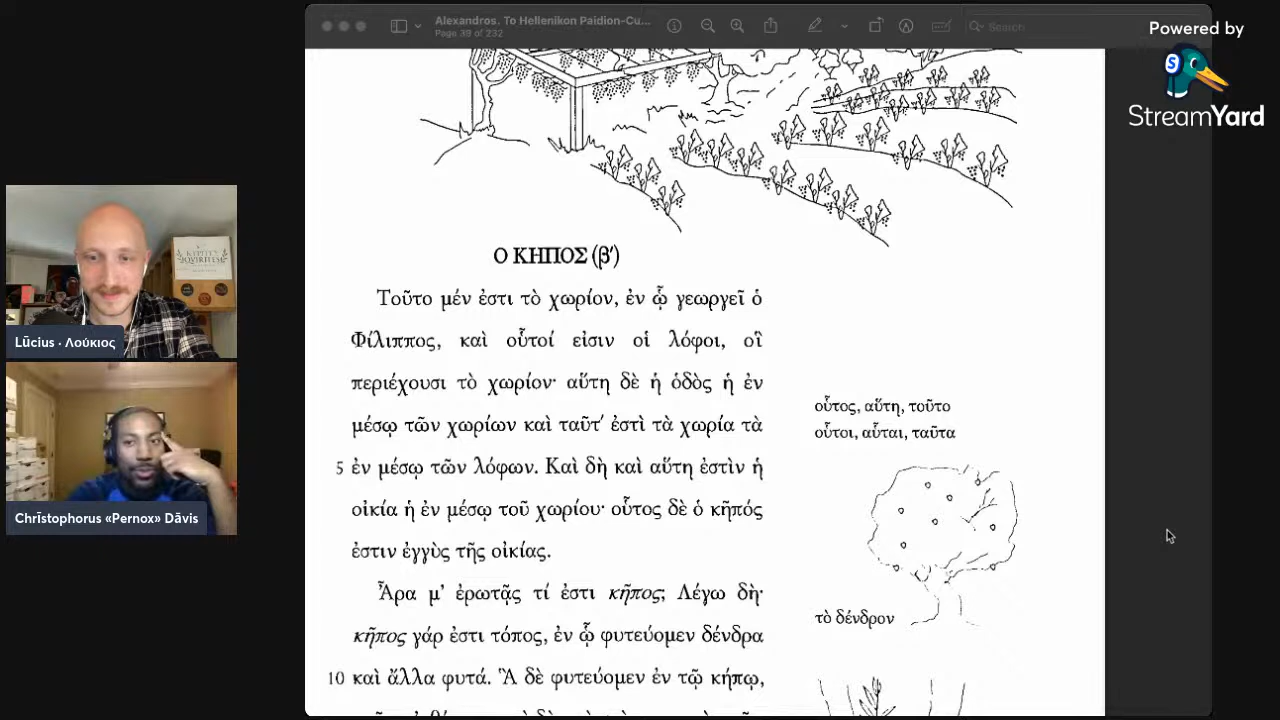 Alexandros. To Hellenikon Paidion-Cu...
Page 39 of 232
Search
Powered by
StreamYard
Lūcius · Λούκιος
Chrīstophorus «Pernox» Dāvis
Ο ΚΗΠΟΣ (β′)
Τοῦτο μέν ἐστι τὸ χωρίον, ἐν ᾧ γεωργεῖ ὁ
Φίλιππος, καὶ οὗτοί εἰσιν οἱ λόφοι, οἳ
περιέχουσι τὸ χωρίον· αὕτη δὲ ἡ ὁδὸς ἡ ἐν
μέσῳ τῶν χωρίων καὶ ταῦτ᾽ ἐστὶ τὰ χωρία τὰ
5 ἐν μέσῳ τῶν λόφων. Καὶ δὴ καὶ αὕτη ἐστὶν ἡ
οἰκία ἡ ἐν μέσῳ τοῦ χωρίου· οὗτος δὲ ὁ κῆπός
ἐστιν ἐγγὺς τῆς οἰκίας.
Ἆρα μ᾽ ἐρωτᾷς τί ἐστι κῆπος; Λέγω δή·
κῆπος γάρ ἐστι τόπος, ἐν ᾧ φυτεύομεν δένδρα
10 καὶ ἄλλα φυτά. Ἃ δὲ φυτεύομεν ἐν τῷ κήπῳ,
οὗτος, αὕτη, τοῦτο
οὗτοι, αὗται, ταῦτα
τὸ δένδρον